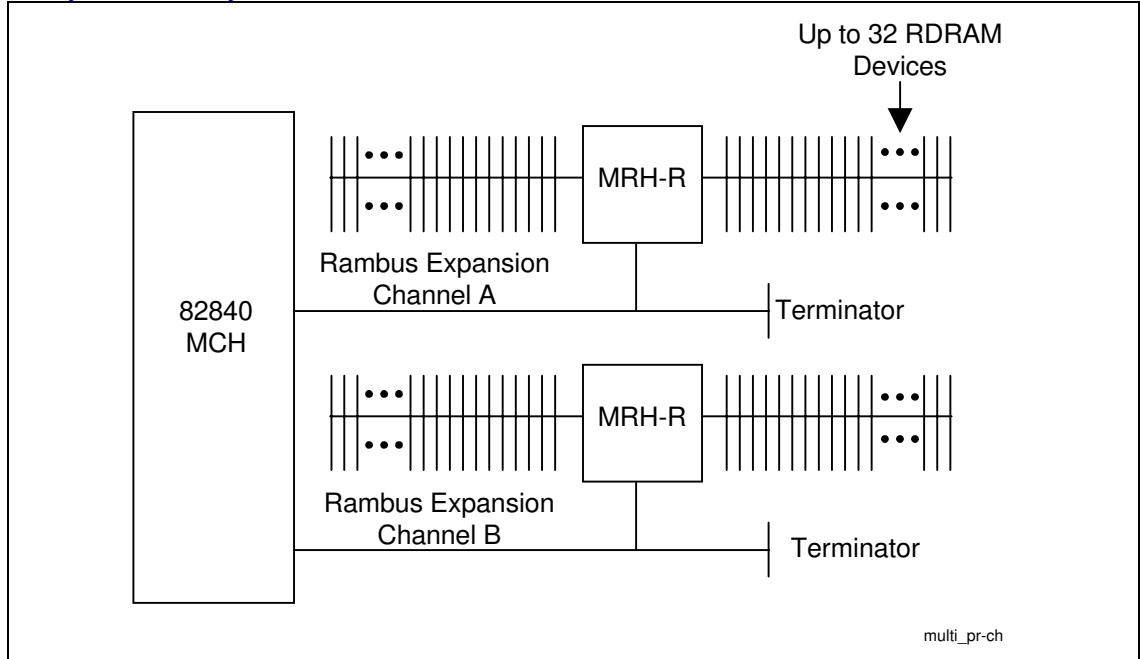 Up to 32 RDRAM
Devices
MRH-R
Rambus Expansion
Channel A
82840
MCH
Terminator
MRH-R
Rambus Expansion
Channel B
Terminator
multi_pr-ch